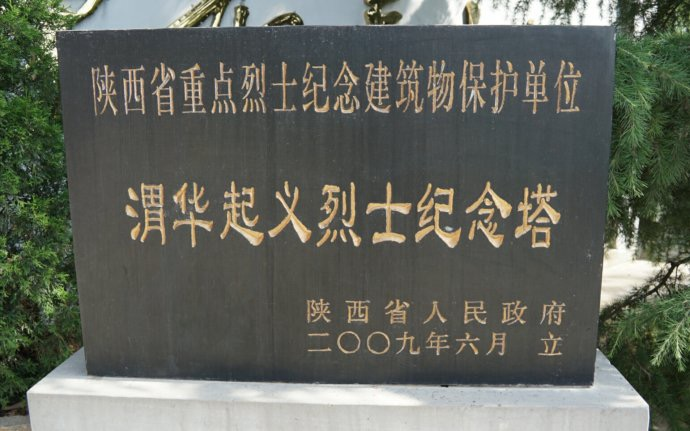 陕西省重点烈士纪念建筑物保护单位
渭华起义烈士纪念塔
陕西省人民政府
二〇〇九年六月 立